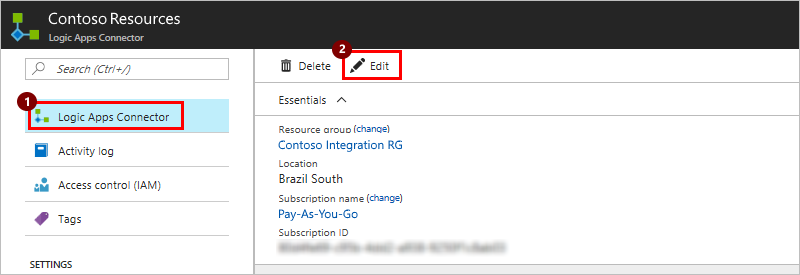 Contoso Resources
Logic Apps Connector
Search (Ctrl+/)
1
Logic Apps Connector
Activity log
Access control (IAM)
Tags
SETTINGS
2
Delete
Edit
Essentials
Resource group (change)
Contoso Integration RG
Location
Brazil South
Subscription name (change)
Pay-As-You-Go
Subscription ID